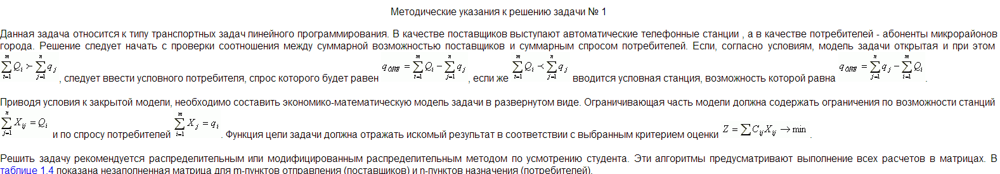 Методические указания к решению задачи № 1
Данная задача относится к типу транспортных задач линейного программирования. В качестве поставщиков выступают автоматические телефонные станции , а в качестве потребителей - абоненты микрорайонов
города. Решение следует начать с проверки соотношения между суммарной возможностью поставщиков и суммарным спросом потребителей. Если, согласно условиям, модель задачи открытая и при этом
$\sum_{i=1}^{m} Q_i \succ \sum_{j=1}^{n} q_j$ , следует ввести условного потребителя, спрос которого будет равен $q_{\text{опт}} = \sum_{i=1}^{m} Q_i - \sum_{j=1}^{n} q_j$ , если же $\sum_{i=1}^{m} Q_i \prec \sum_{j=1}^{n} q_j$ вводится условная станция, возможность которой равна $q_{\text{опт}} = \sum_{j=1}^{n} q_j - \sum_{i=1}^{m} Q_i$ .
Приводя условия к закрытой модели, необходимо составить экономико-математическую модель задачи в развернутом виде. Ограничивающая часть модели должна содержать ограничения по возможности станций
$\sum_{j=1}^{n} X_{ij} = Q_i$ и по спросу потребителей $\sum_{i=1}^{m} X_j = q_i$ . Функция цели задачи должна отражать искомый результат в соответствии с выбранным критерием оценки $Z = \sum C_{ij} X_{ij} \rightarrow \min$ .
Решить задачу рекомендуется распределительным или модифицированным распределительным методом по усмотрению студента. Эти алгоритмы предусматривают выполнение всех расчетов в матрицах. В
таблице 1.4 показана незаполненная матрица для m-пунктов отправления (поставщиков) и n-пунктов назначения (потребителей).